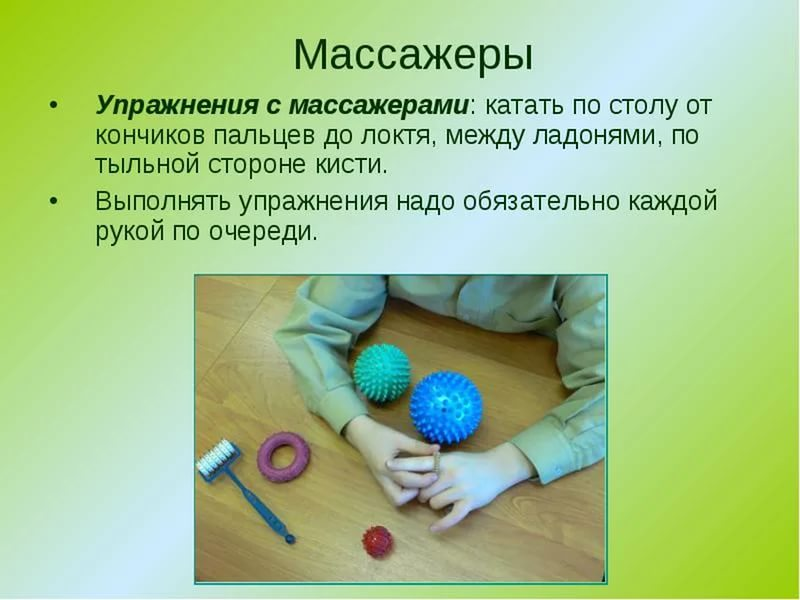 Массажеры
• Упражнения с массажерами: катать по столу от
кончиков пальцев до локтя, между ладонями, по
тыльной стороне кисти.
• Выполнять упражнения надо обязательно каждой
рукой по очереди.